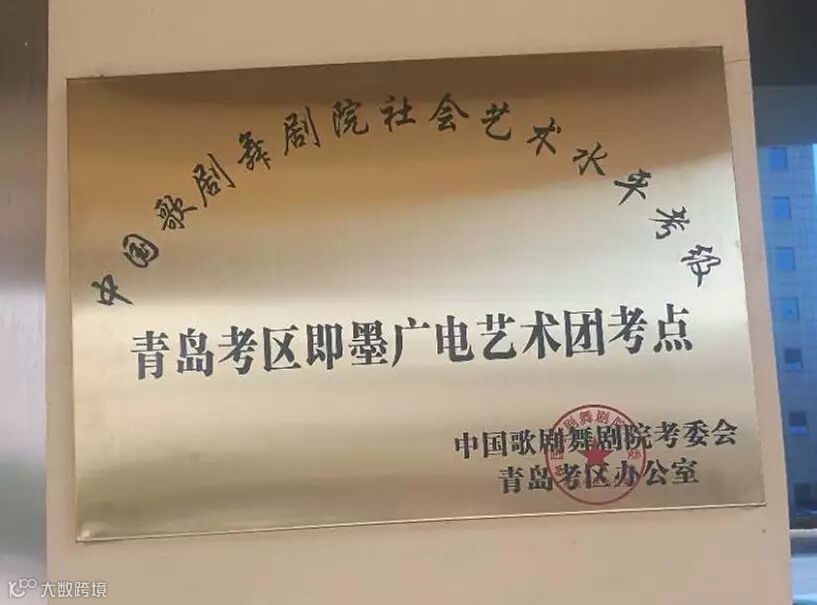 中国歌剧舞剧院社会艺术水平考级
青岛考区即墨广电艺术团考点
中国歌剧舞剧院考委会
青岛考区办公室
大数跨境